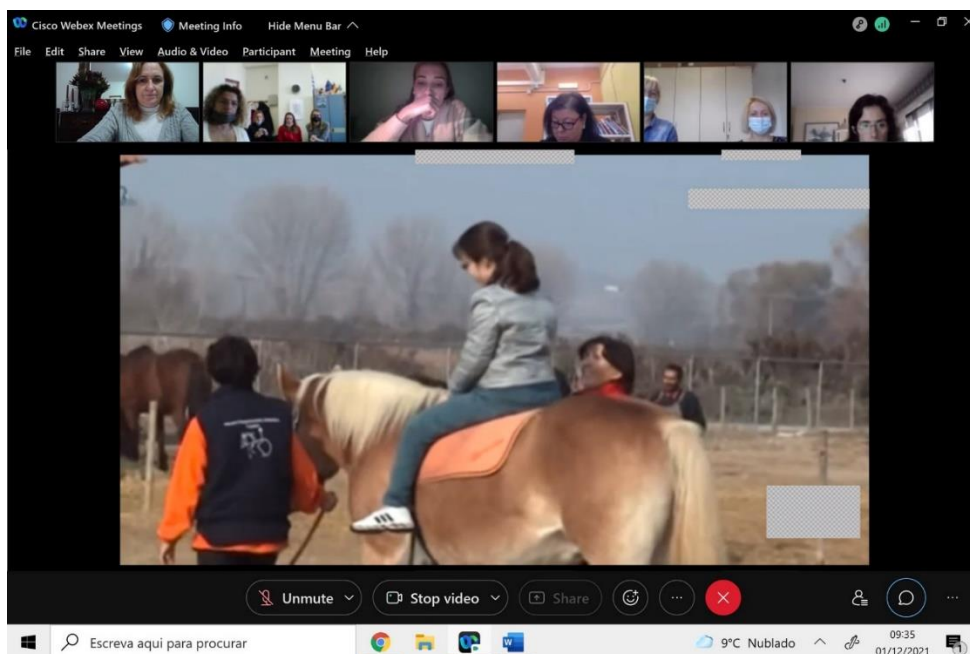 Cisco Webex Meetings Meeting Info Hide Menu Bar
File Edit Share View Audio & Video Participant Meeting Help
Unmute Stop video Share
Escreva aqui para procurar
9°C Nublado
09:35
01/12/2021
1